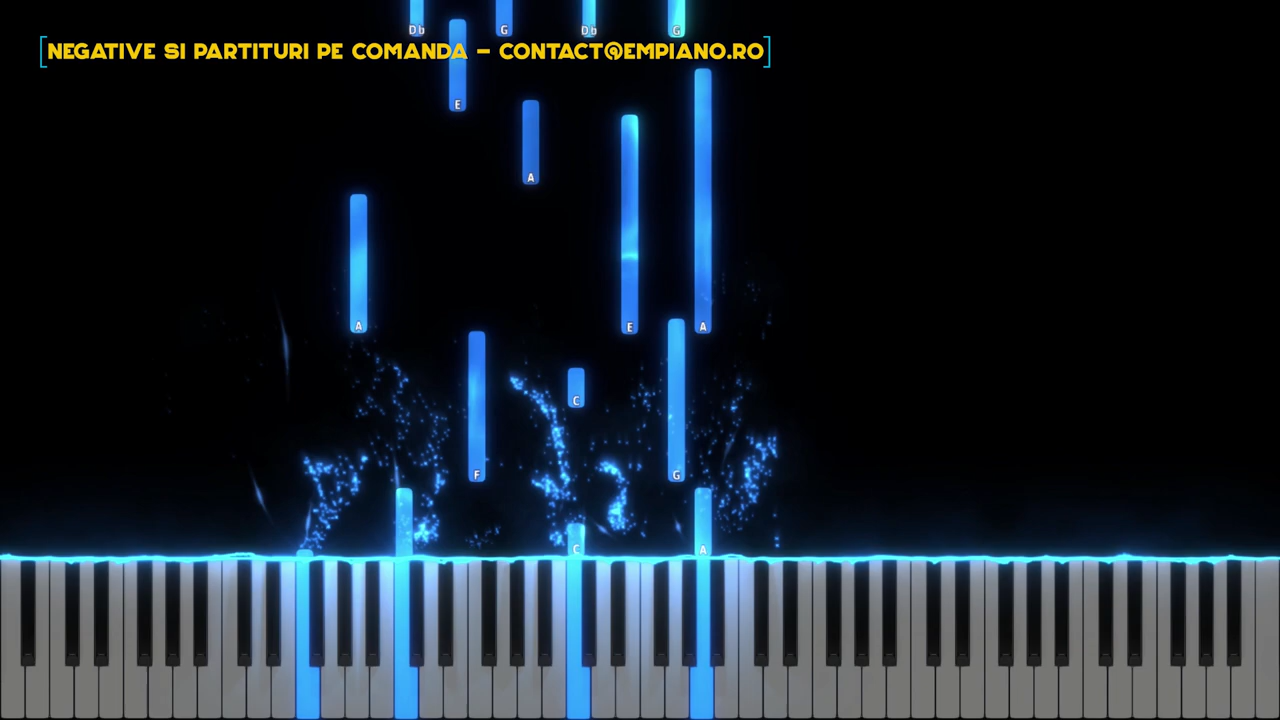 Db G Db G
[NEGATIVE SI PARTITURI PE COMANDA - CONTACT@EMPIANO.RO]
E
A
A E A
C
F G
C A